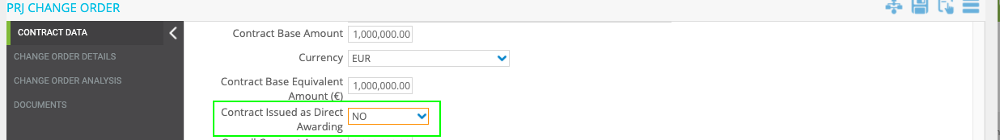 PRJ CHANGE ORDER
CONTRACT DATA
CHANGE ORDER DETAILS
CHANGE ORDER ANALYSIS
DOCUMENTS
Contract Base Amount 1,000,000.00
Currency EUR
Contract Base Equivalent
Amount (€) 1,000,000.00
Contract Issued as Direct
Awarding NO